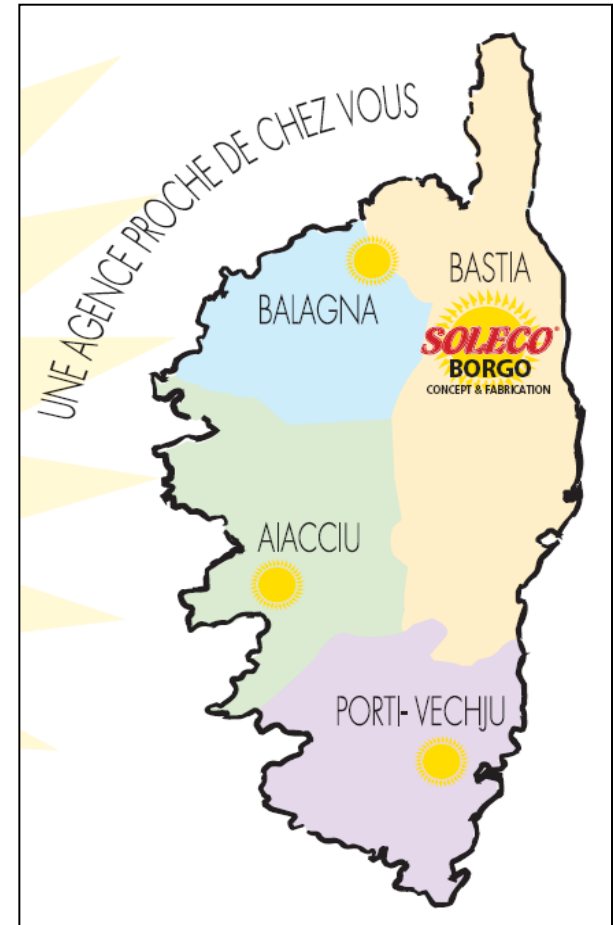 UNE AGENCE PROCHE DE CHEZ VOUS
BASTIA
BALAGNA
SOLECO®
BORGO
CONCEPT & FABRICATION
AIACCIU
PORTI-VECHJU